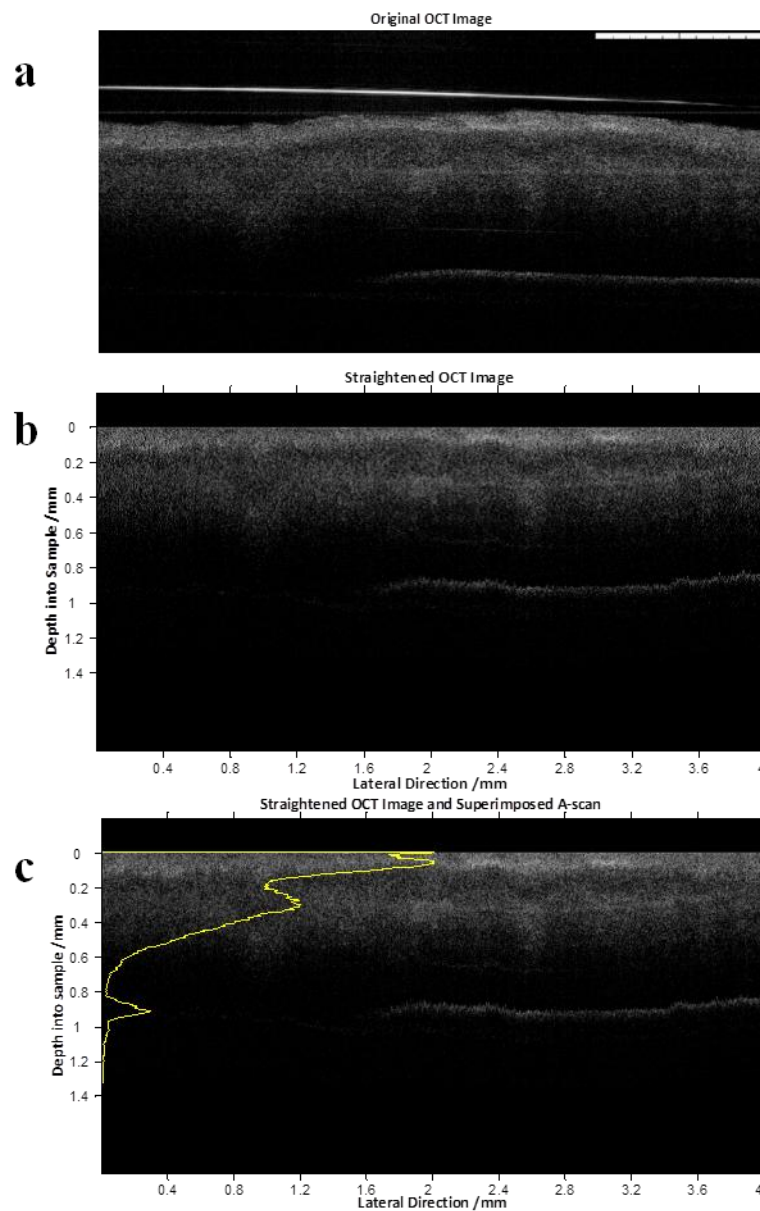 Original OCT Image
a
Straightened OCT Image
b
0
0.2
0.4
0.6
0.8
1
1.2
1.4
Depth into Sample /mm
0.4 0.8 1.2 1.6 2 2.4 2.8 3.2 3.6 4
Lateral Direction /mm
Straightened OCT Image and Superimposed A-scan
c
0
0.2
0.4
0.6
0.8
1
1.2
1.4
Depth into sample /mm
0.4 0.8 1.2 1.6 2 2.4 2.8 3.2 3.6 4
Lateral Direction /mm